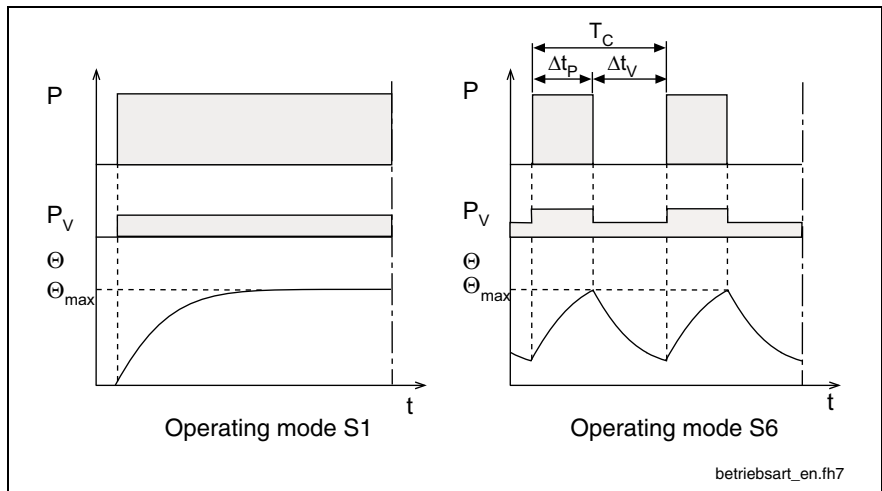 P
P_V
Θ
Θ_max
t
Operating mode S1
T_C
Δt_P Δt_V
P
P_V
Θ
Θ_max
t
Operating mode S6
betriebsart_en.fh7